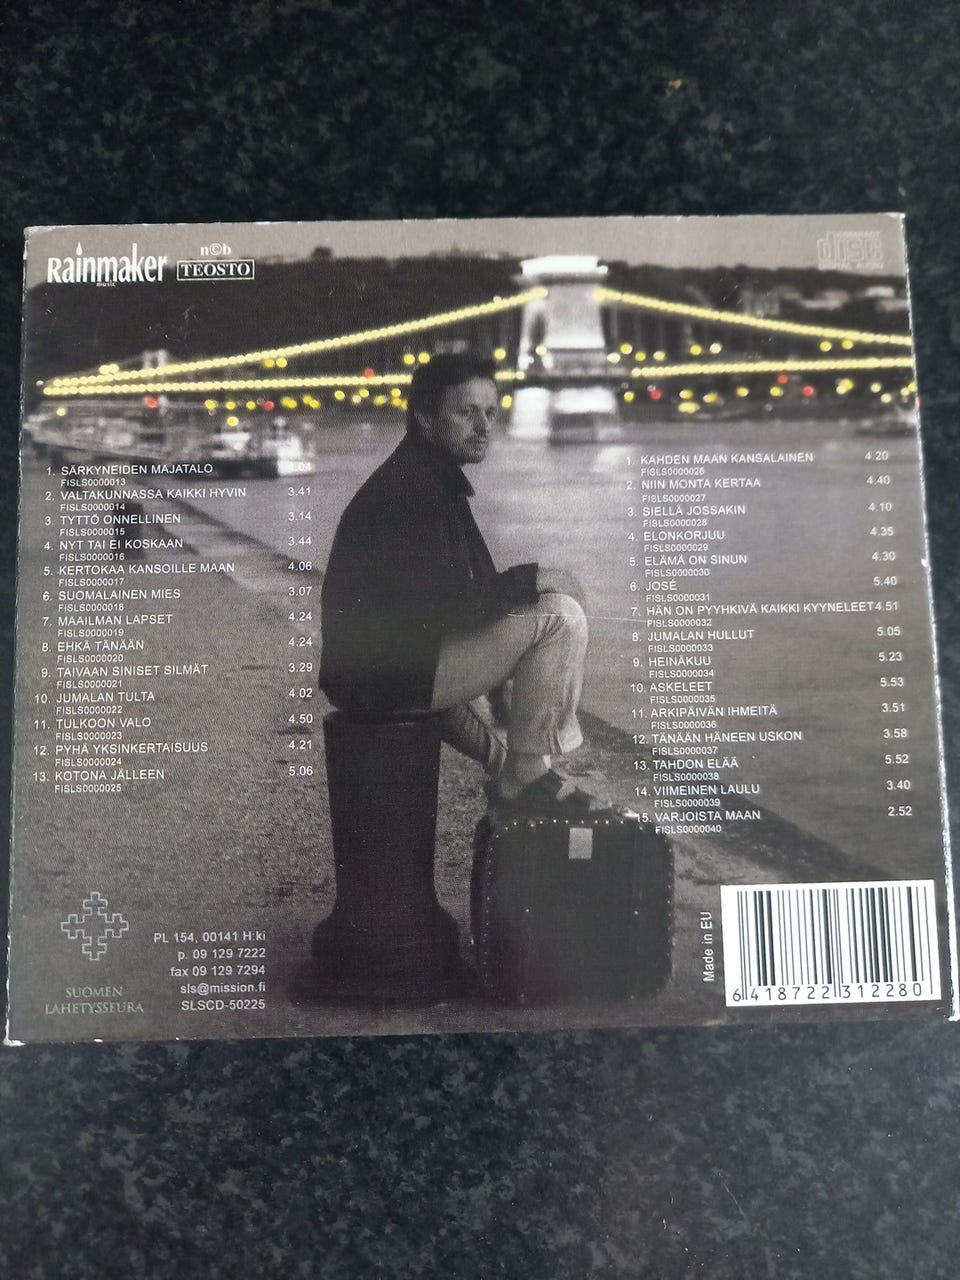 Rainmaker
music
n©b
TEOSTO
COMPACT
disc
DIGITAL AUDIO
1. SÄRKYNEIDEN MAJATALO 4.04
FISLS0000013
2. VALTAKUNNASSA KAIKKI HYVIN 3.41
FISLS0000014
3. TYTTÖ ONNELLINEN 3.14
FISLS0000015
4. NYT TAI EI KOSKAAN 3.44
FISLS0000016
5. KERTOKAA KANSOILLE MAAN 4.06
FISLS0000017
6. SUOMALAINEN MIES 3.07
FISLS0000018
7. MAAILMAN LAPSET 4.24
FISLS0000019
8. EHKÄ TÄNÄÄN 4.24
FISLS0000020
9. TAIVAAN SINISET SILMÄT 3.29
FISLS0000021
10. JUMALAN TULTA 4.02
FISLS0000022
11. TULKOON VALO 4.50
FISLS0000023
12. PYHÄ YKSINKERTAISUUS 4.21
FISLS0000024
13. KOTONA JÄLLEEN 5.06
FISLS0000025
1. KAHDEN MAAN KANSALAINEN 4.20
FISLS0000026
2. NIIN MONTA KERTAA 4.40
FISLS0000027
3. SIELLÄ JOSSAKIN 4.10
FISLS0000028
4. ELONKORJUU 4.35
FISLS0000029
5. ELÄMÄ ON SINUN 4.30
FISLS0000030
6. JOSÉ 5.40
FISLS0000031
7. HÄN ON PYYHKIVÄ KAIKKI KYYNELEET 4.51
FISLS0000032
8. JUMALAN HULLUT 5.05
FISLS0000033
9. HEINÄKUU 5.23
FISLS0000034
10. ASKELEET 5.53
FISLS0000035
11. ARKIPÄIVÄN IHMEITÄ 3.51
FISLS0000036
12. TÄNÄÄN HÄNEEN USKON 3.58
FISLS0000037
13. TAHDON ELÄÄ 5.52
FISLS0000038
14. VIIMEINEN LAULU 3.40
FISLS0000039
15. VARJOISTA MAAN 2.52
FISLS0000040
SUOMEN
LÄHETYSSEURA
PL 154, 00141 H:ki
p. 09 129 7222
fax 09 129 7294
sls@mission.fi
SLSCD-50225
Made in EU
6 418722 312280